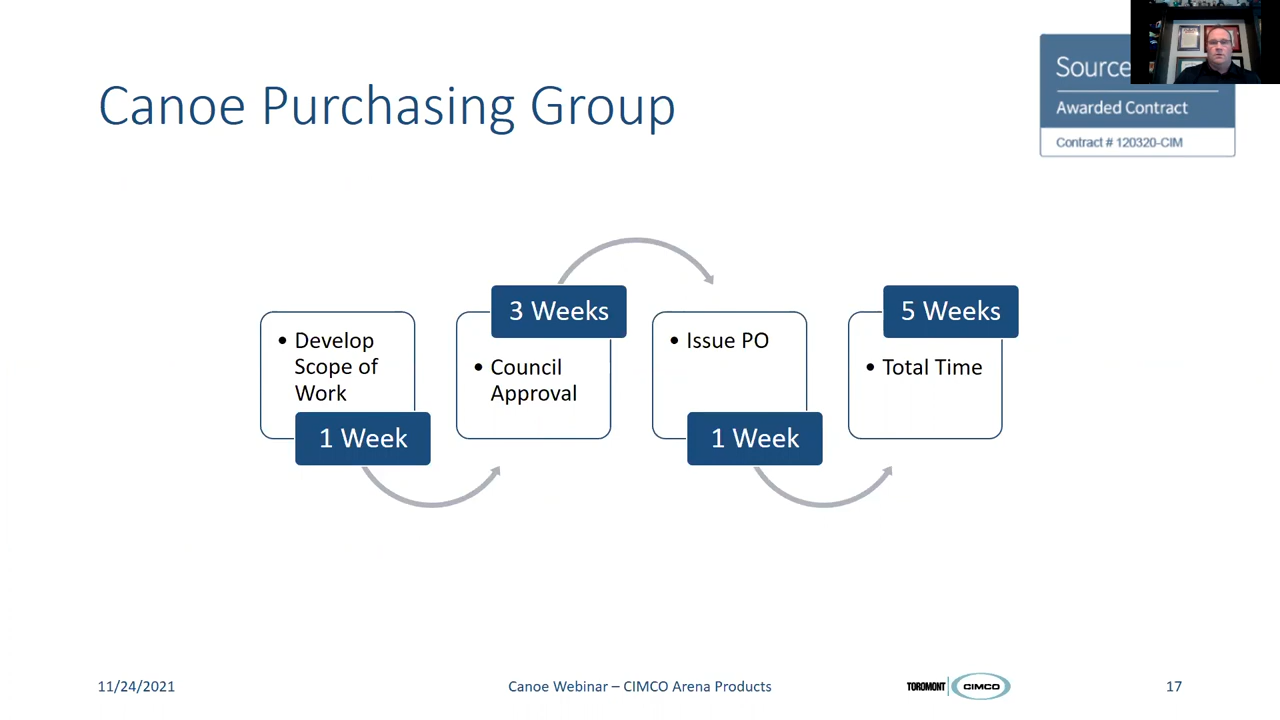 Canoe Purchasing Group
Source
Awarded Contract
Contract # 120320-CIM
• Develop
Scope of
Work
1 Week
3 Weeks
• Council
Approval
• Issue PO
1 Week
5 Weeks
• Total Time
11/24/2021
Canoe Webinar – CIMCO Arena Products
TOROMONT
CIMCO
17